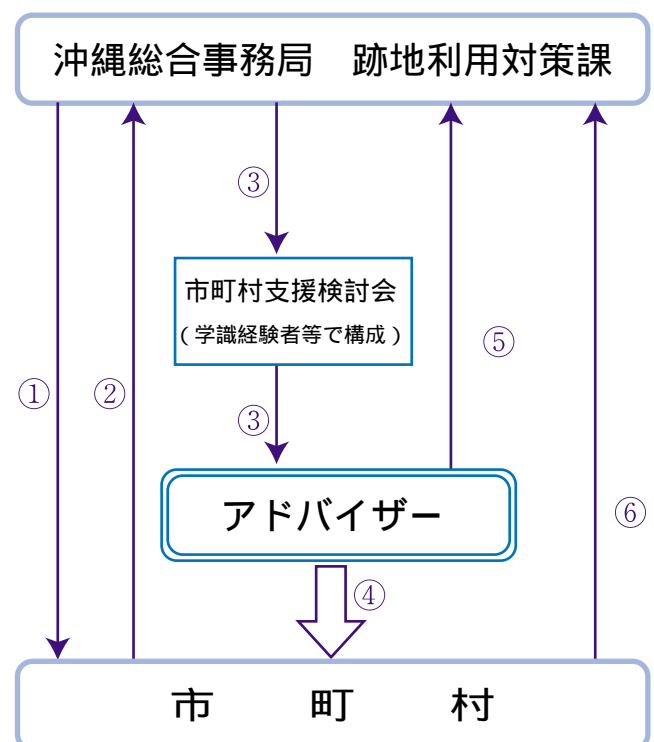 沖縄総合事務局　跡地利用対策課
③
市町村支援検討会
（学識経験者等で構成）
⑤
①
②
③
アドバイザー
⑥
④
市　町　村